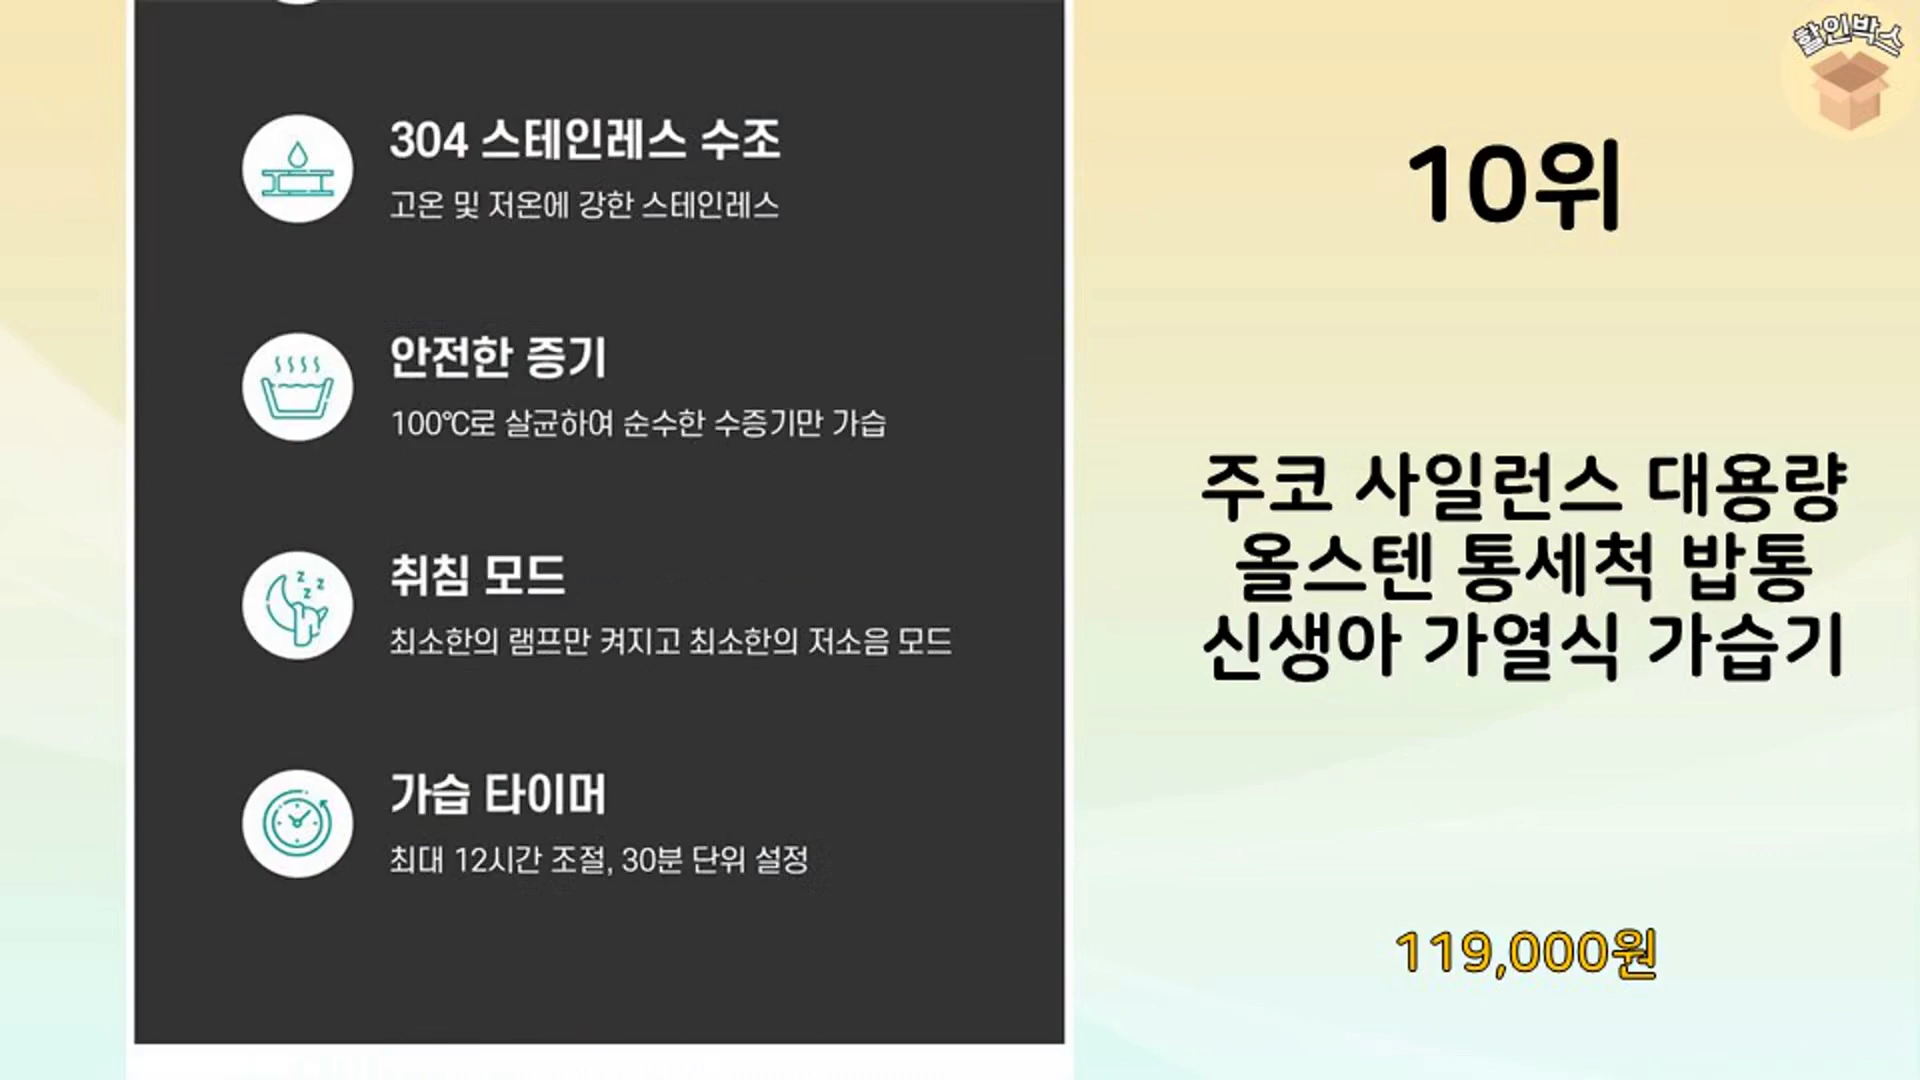 304 스테인레스 수조
고온 및 저온에 강한 스테인레스
안전한 증기
100℃로 살균하여 순수한 수증기만 가습
z z z
취침 모드
최소한의 램프만 켜지고 최소한의 저소음 모드
가습 타이머
최대 12시간 조절, 30분 단위 설정
할인박스
10위
주코 사일런스 대용량
올스텐 통세척 밥통
신생아 가열식 가습기
119,000원